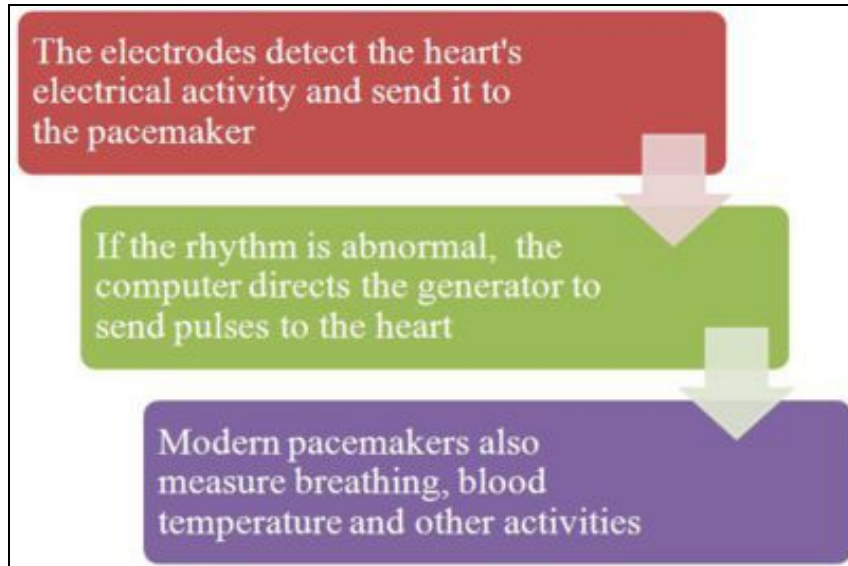 The electrodes detect the heart's
electrical activity and send it to
the pacemaker
If the rhythm is abnormal, the
computer directs the generator to
send pulses to the heart
Modern pacemakers also
measure breathing, blood
temperature and other activities